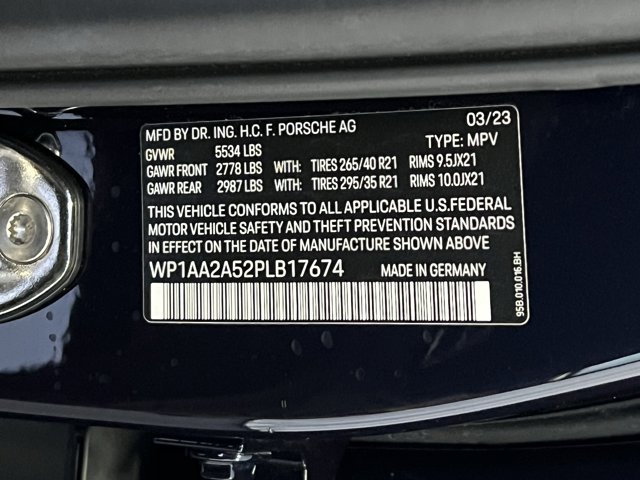 MFD BY DR. ING. H.C. F. PORSCHE AG 03/23
GVWR 5534 LBS TYPE: MPV
GAWR FRONT 2778 LBS WITH: TIRES 265/40 R21 RIMS 9.5JX21
GAWR REAR 2987 LBS WITH: TIRES 295/35 R21 RIMS 10.0JX21
THIS VEHICLE CONFORMS TO ALL APPLICABLE U.S.FEDERAL
MOTOR VEHICLE SAFETY AND THEFT PREVENTION STANDARDS
IN EFFECT ON THE DATE OF MANUFACTURE SHOWN ABOVE
WP1AA2A52PLB17674 MADE IN GERMANY
95B.010.016.BH